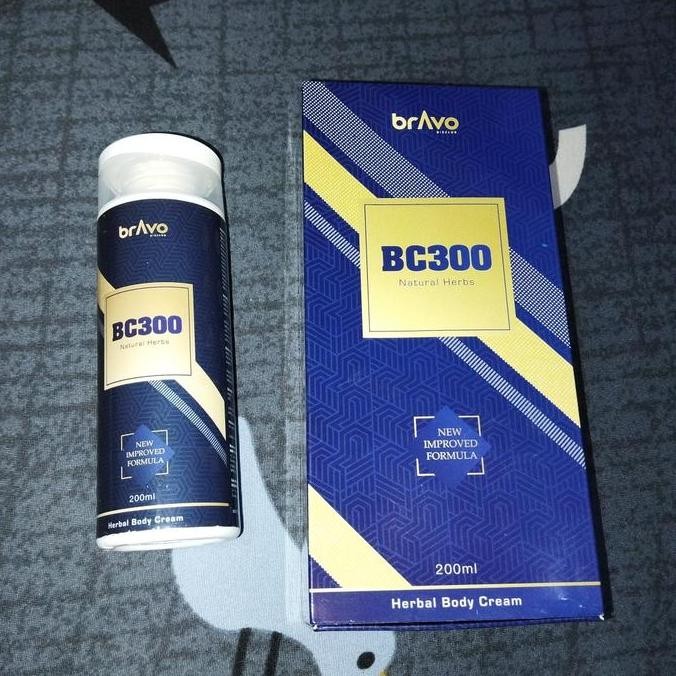 brAvo
BC300
Natural Herbs
NEW
IMPROVED
FORMULA
200ml
Herbal Body Cream
brAvo
BC300
Natural Herbs
NEW
IMPROVED
FORMULA
200ml
Herbal Body Cream